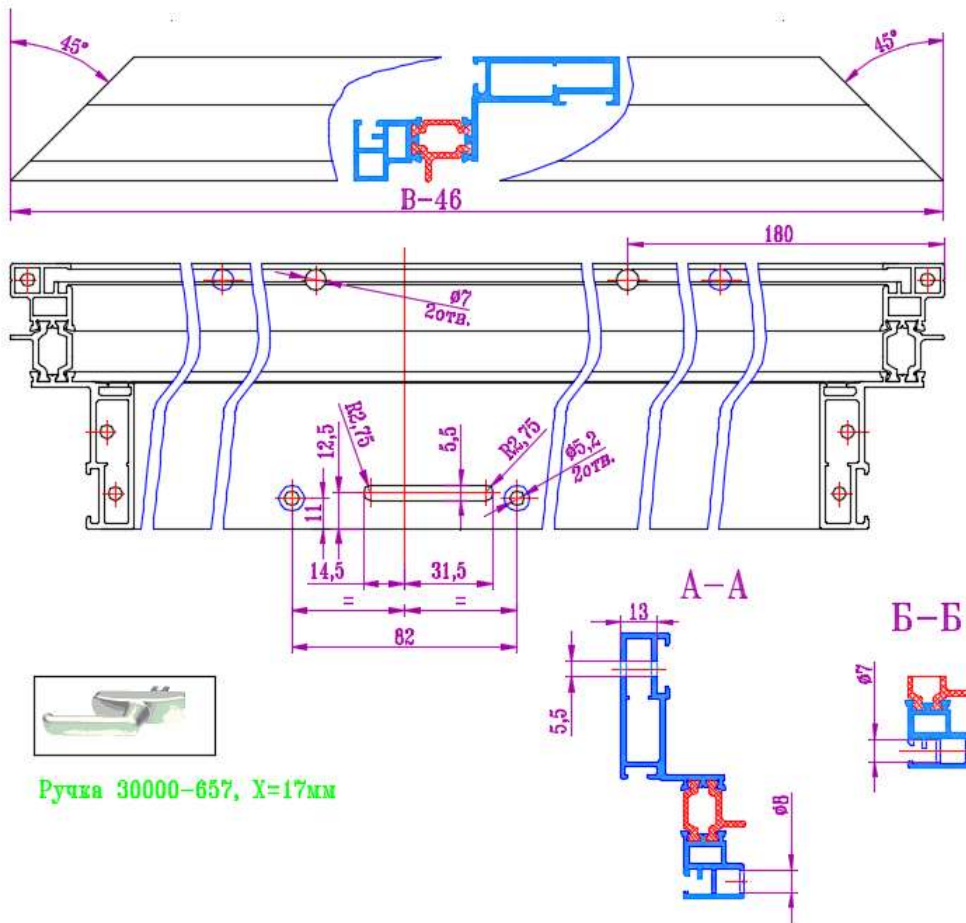 45°
45°
В-46
180
ø7
2отв.
R2,75
12,5
5,5
R2,75
ø5,2
2отв.
11
14,5
31,5
=
=
82
А-А
13
5,5
ø8
Б-Б
ø7
Ручка 30000-657, X=17мм